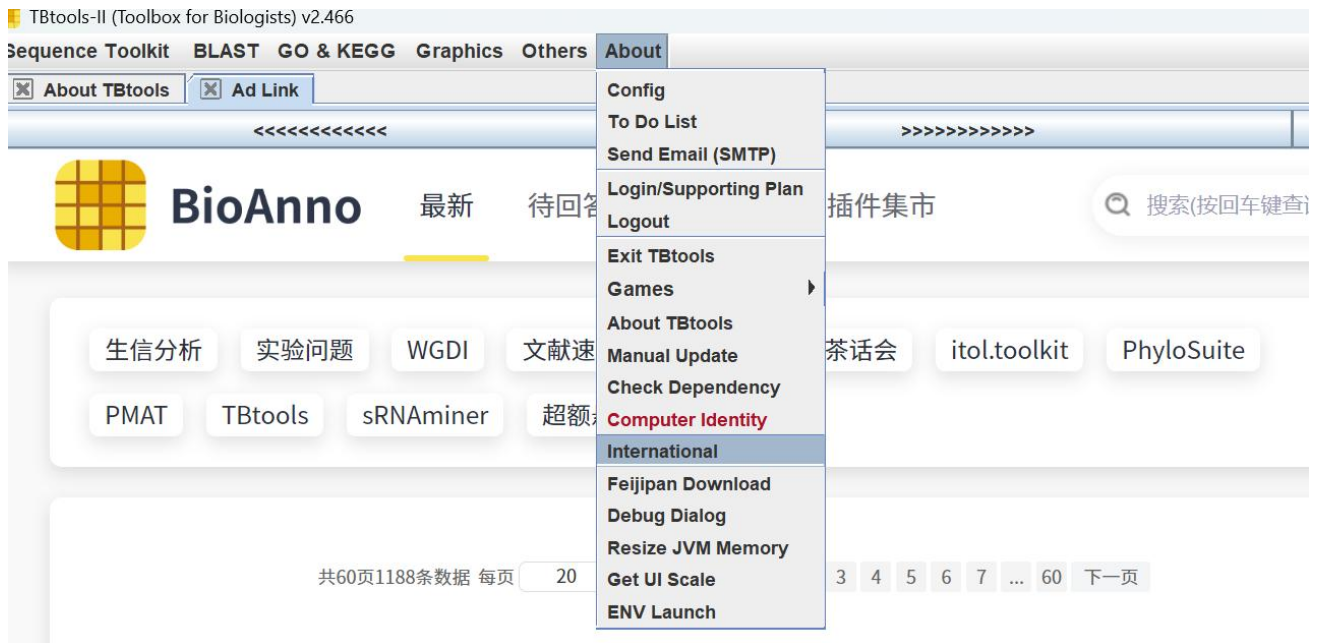 TBtools-II (Toolbox for Biologists) v2.466
Sequence Toolkit BLAST GO & KEGG Graphics Others About
About TBtools Ad Link
<<<<<<<<<<<< >>>>>>>>>>>>
BioAnno 最新 待回答 插件集市 搜索(按回车键查询
生信分析 实验问题 WGDI 文献速 茶话会 itol.toolkit PhyloSuite
PMAT TBtools sRNAminer 超额
共60页1188条数据 每页 20 3 4 5 6 7 ... 60 下一页
Config
To Do List
Send Email (SMTP)
Login/Supporting Plan
Logout
Exit TBtools
Games
About TBtools
Manual Update
Check Dependency
Computer Identity
International
Feijipan Download
Debug Dialog
Resize JVM Memory
Get UI Scale
ENV Launch